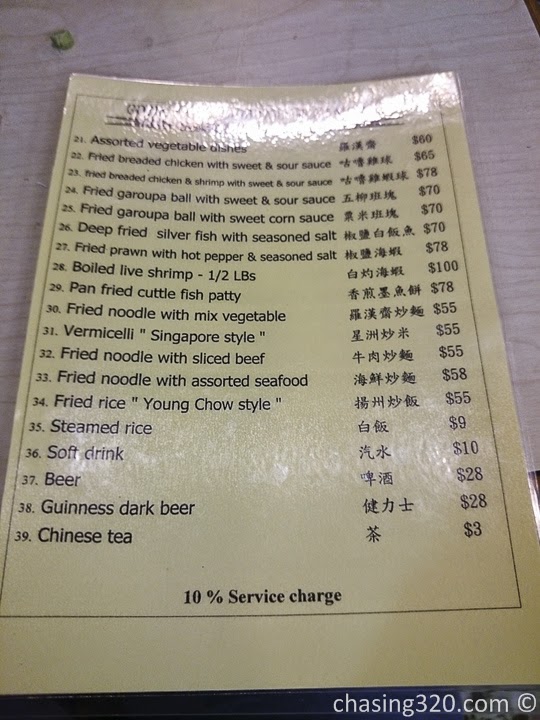 21. Assorted vegetable dishes 羅漢齋 $60
22. Fried breaded chicken with sweet & sour sauce 咕嚕雞球 $65
23. fried breaded chicken & shrimp with sweet & sour sauce 咕嚕雞蝦球 $78
24. Fried garoupa ball with sweet & sour sauce 五柳班塊 $70
25. Fried garoupa ball with sweet corn sauce 粟米班塊 $70
26. Deep fried silver fish with seasoned salt 椒鹽白飯魚 $70
27. Fried prawn with hot pepper & seasoned salt 椒鹽海蝦 $78
28. Boiled live shrimp - 1/2 LBs 白灼海蝦 $100
29. Pan fried cuttle fish patty 香煎墨魚餅 $78
30. Fried noodle with mix vegetable 羅漢齋炒麵 $55
31. Vermicelli " Singapore style " 星洲炒米 $55
32. Fried noodle with sliced beef 牛肉炒麵 $55
33. Fried noodle with assorted seafood 海鮮炒麵 $58
34. Fried rice " Young Chow style " 揚州炒飯 $55
35. Steamed rice 白飯 $9
36. Soft drink 汽水 $10
37. Beer 啤酒 $28
38. Guinness dark beer 健力士 $28
39. Chinese tea 茶 $3
10 % Service charge
chasing320.com ©